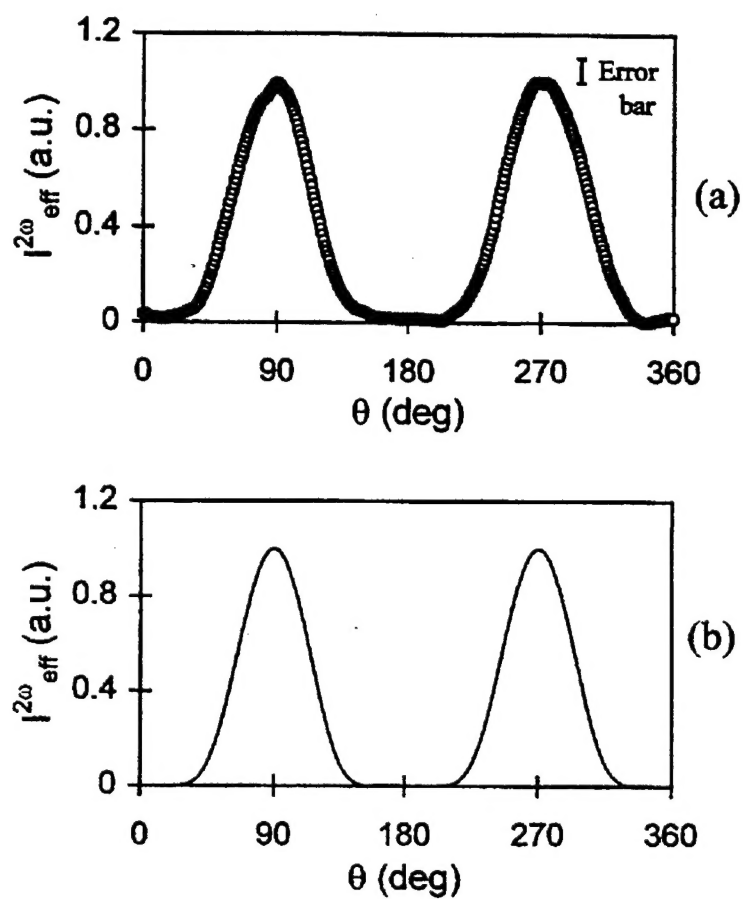 1.2
0.8
0.4
0
I^2ω_eff (a.u.)
I Error
bar
(a)
0 90 180 270 360
θ (deg)
1.2
0.8
0.4
0
I^2ω_eff (a.u.)
(b)
0 90 180 270 360
θ (deg)